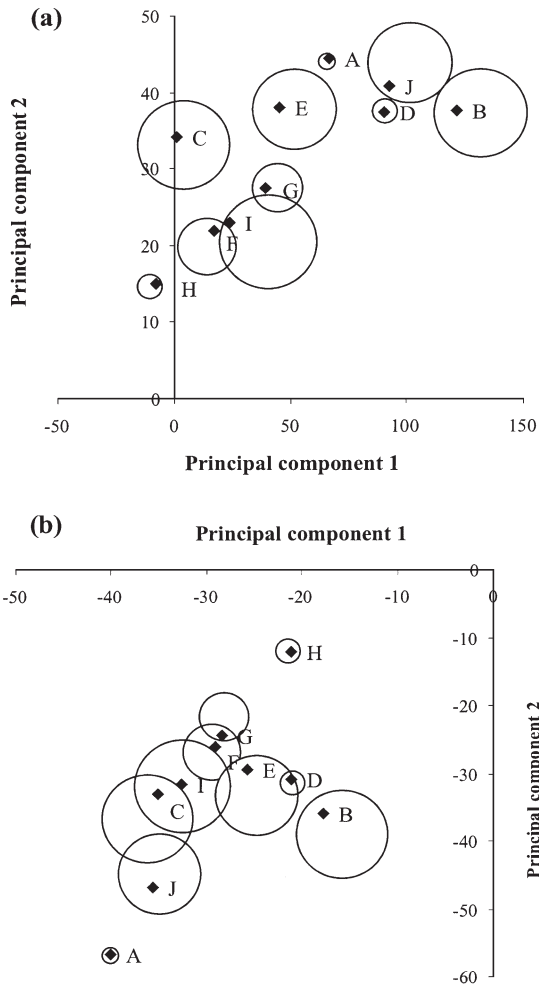 (a)
50
A
J
40
E
D
B
C
30
G
I
20
F
H
10
0
-50 0 50 100 150
Principal component 2
Principal component 1
(b)
Principal component 1
0
-50 -40 -30 -20 -10 0
-10
H
-20
G
F
-30
E
D
I
C
B
-40
J
-50
A
-60
Principal component 2